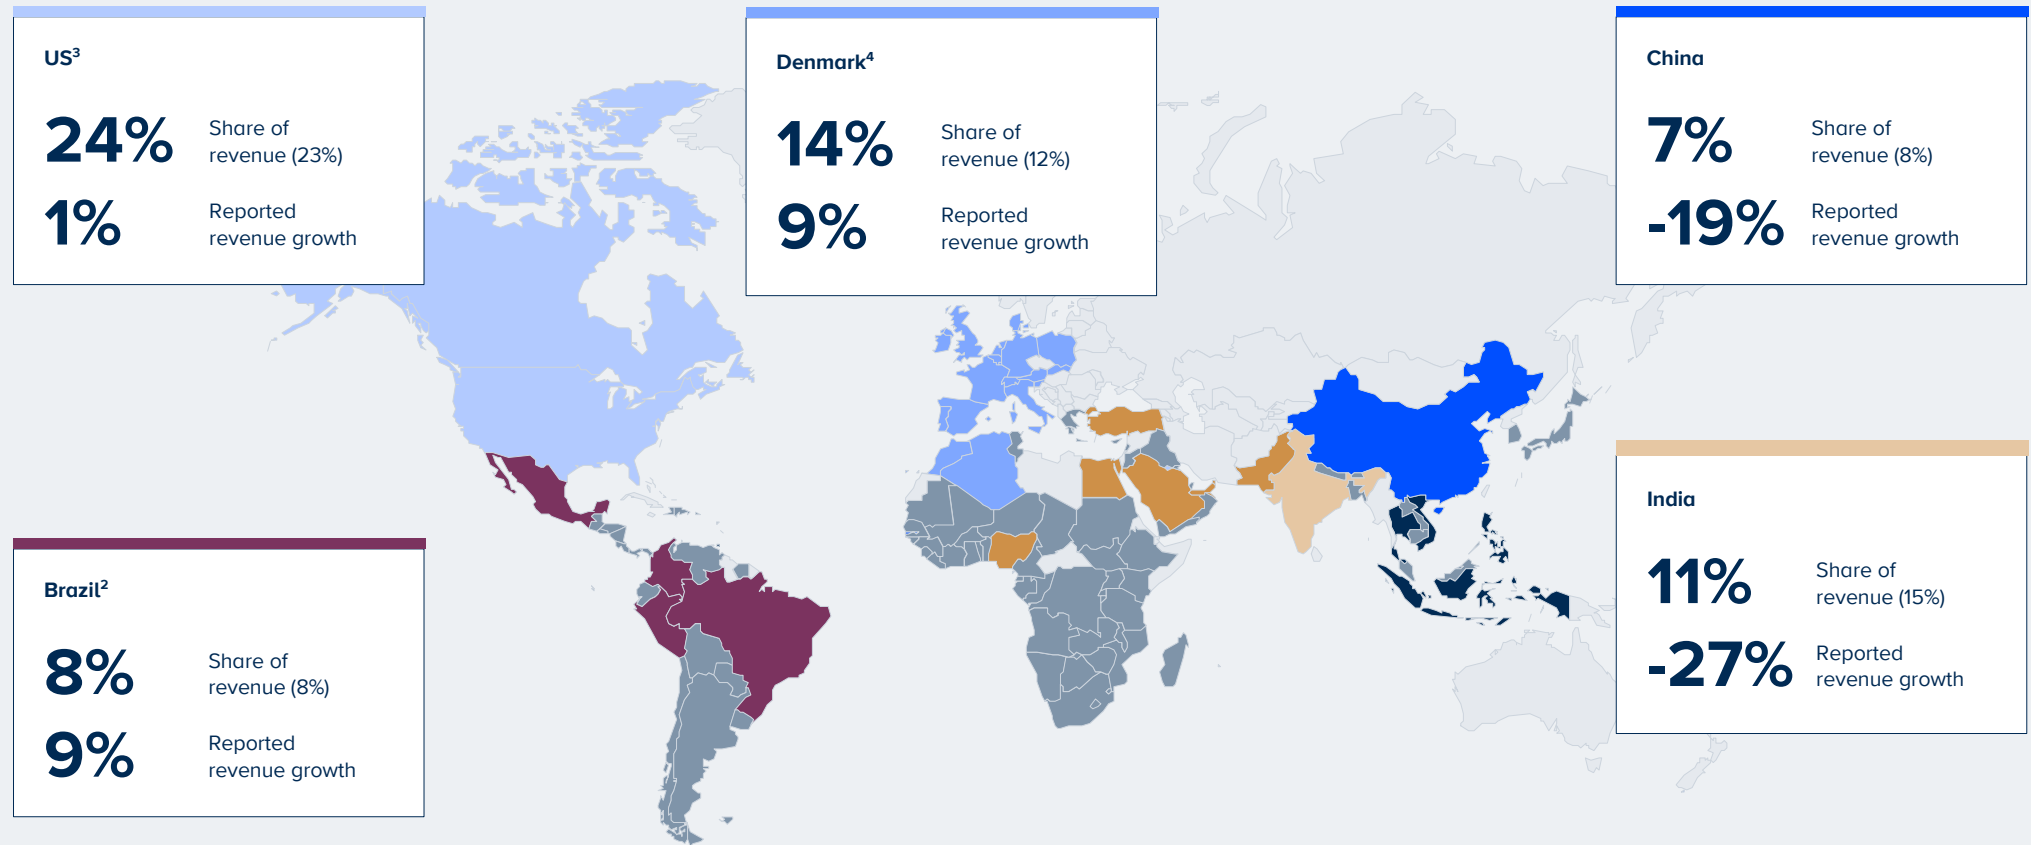 US³
24%
Share of
revenue (23%)
1%
Reported
revenue growth
Denmark⁴
14%
Share of
revenue (12%)
9%
Reported
revenue growth
China
7%
Share of
revenue (8%)
-19%
Reported
revenue growth
Brazil²
8%
Share of
revenue (8%)
9%
Reported
revenue growth
India
11%
Share of
revenue (15%)
-27%
Reported
revenue growth